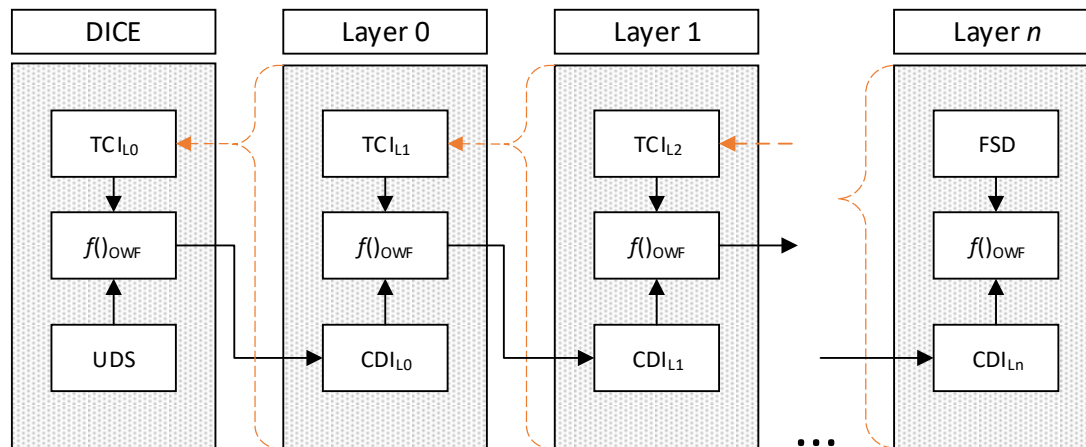 DICE
Layer 0
Layer 1
Layer n
TCIL0
TCIL1
TCIL2
FSD
f()OWF
f()OWF
f()OWF
f()OWF
UDS
CDIL0
CDIL1
CDILn
...